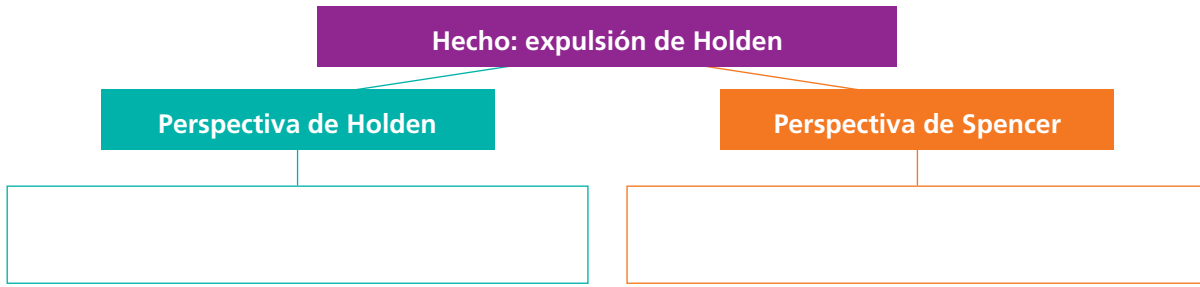 Hecho: expulsión de Holden
Perspectiva de Holden
Perspectiva de Spencer